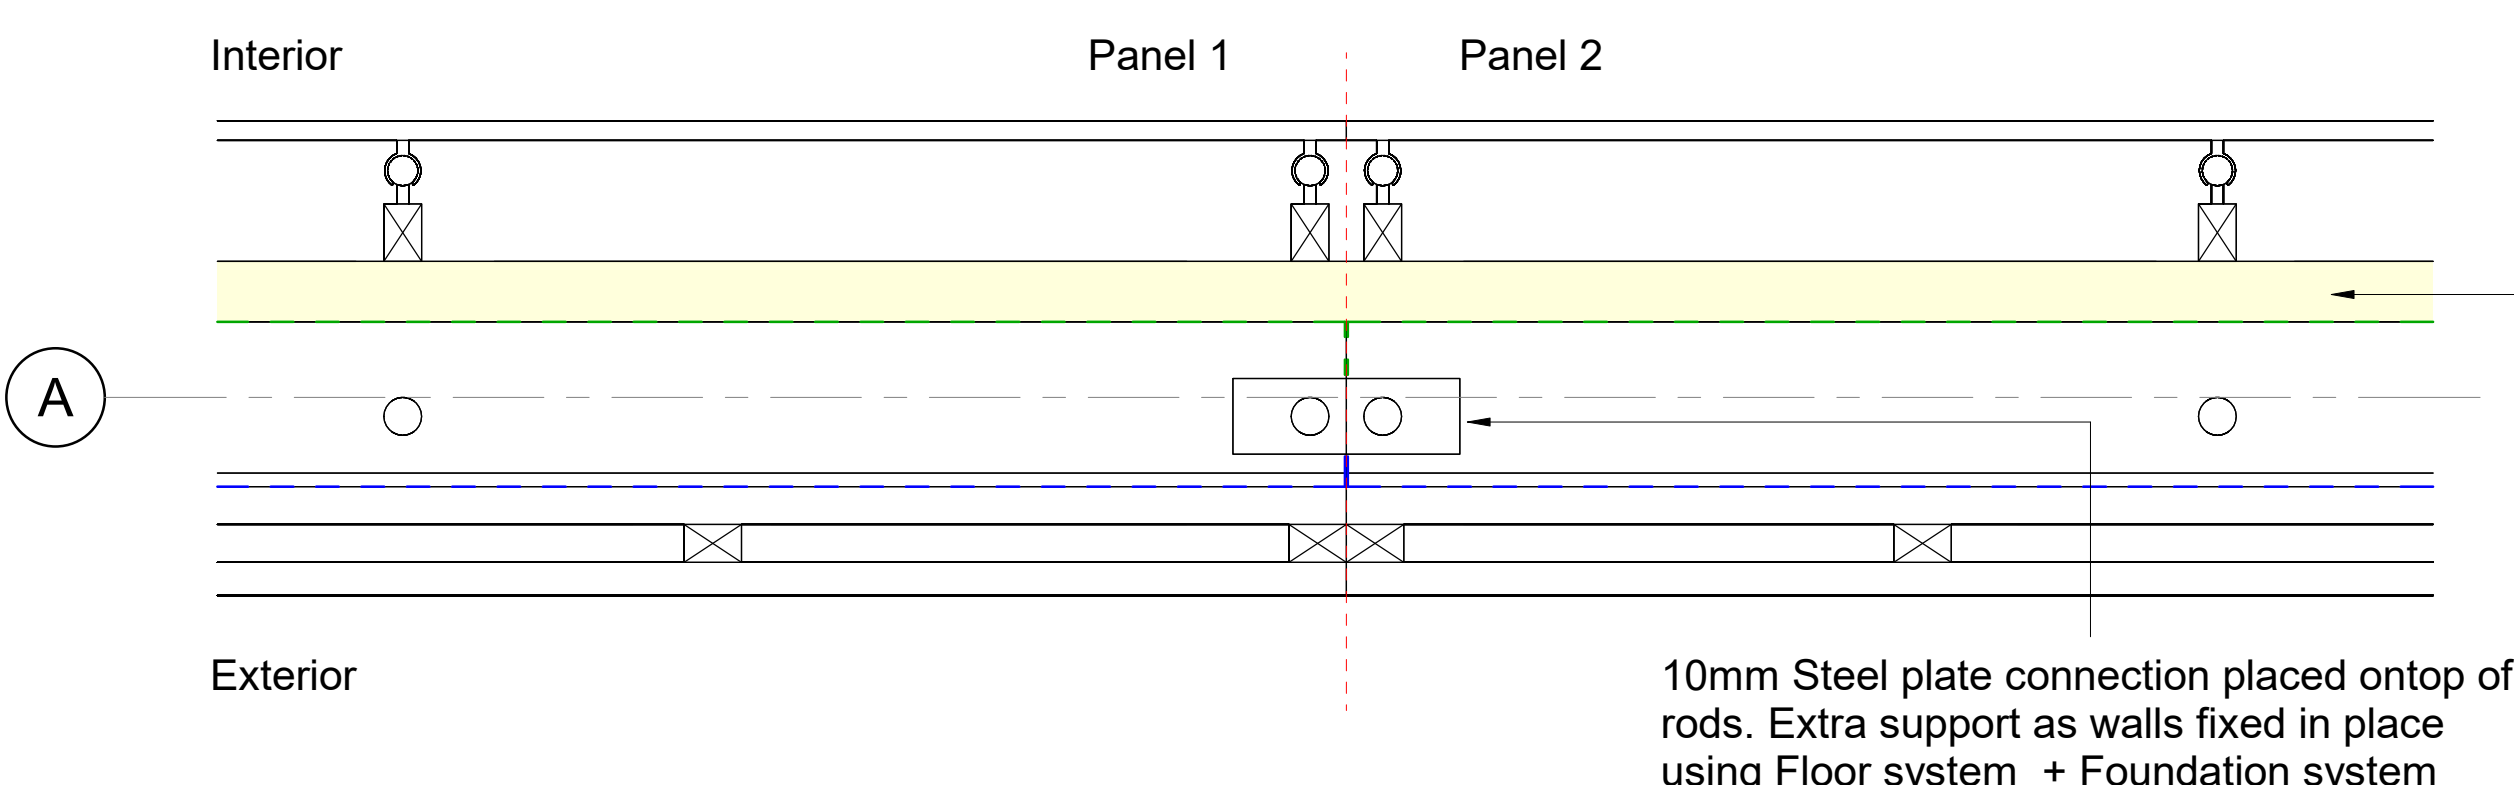 Interior
Panel 1
Panel 2
A
Exterior
10mm Steel plate connection placed ontop of
rods. Extra support as walls fixed in place
using Floor system + Foundation system